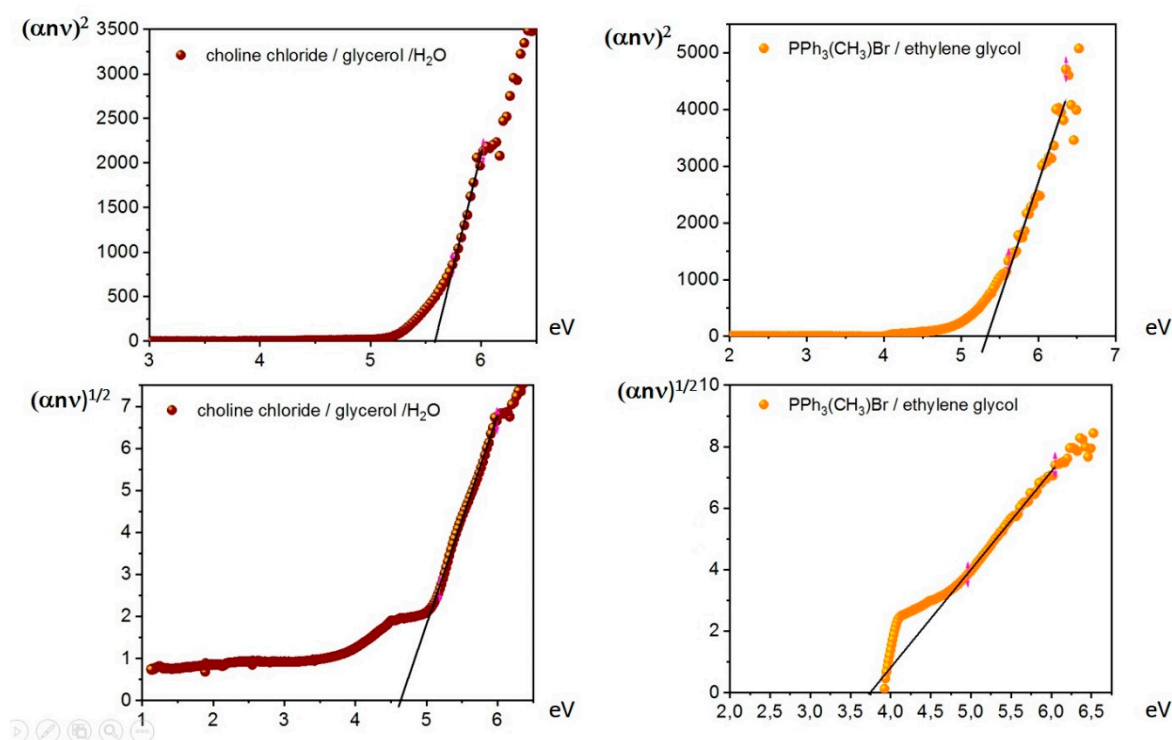 (αnν)²
3500
choline chloride / glycerol /H₂O
3000
2500
2000
1500
1000
500
0
3 4 5 6
eV
(αnν)²
5000
PPh₃(CH₃)Br / ethylene glycol
4000
3000
2000
1000
0
2 3 4 5 6 7
eV
(αnν)¹ᐟ²
7
choline chloride / glycerol /H₂O
6
5
4
3
2
1
0
1 2 3 4 5 6
eV
(αnν)¹ᐟ²
10
PPh₃(CH₃)Br / ethylene glycol
8
6
4
2
0
2,0 2,5 3,0 3,5 4,0 4,5 5,0 5,5 6,0 6,5
eV